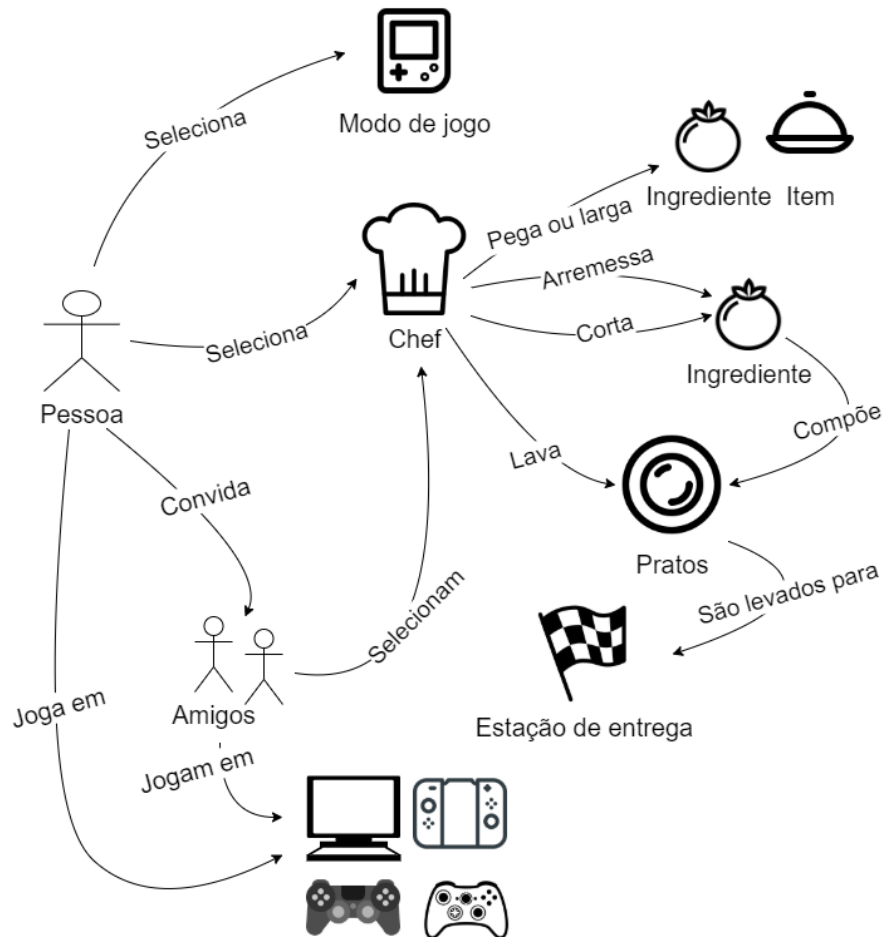 Seleciona
Modo de jogo
Ingrediente Item
Pega ou larga
Arremessa
Seleciona
Chef
Corta
Ingrediente
Pessoa
Compõe
Lava
Convida
Pratos
São levados para
Selecionam
Joga em
Amigos
Estação de entrega
Jogam em